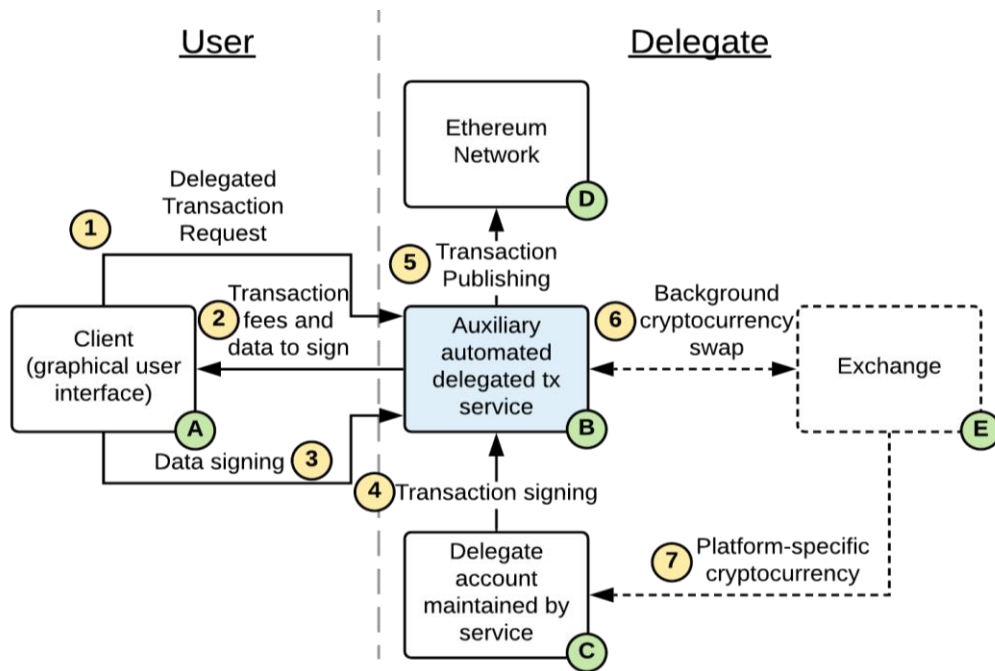 User
Delegate
Ethereum
Network
D
Delegated
Transaction
Request
1
5
Transaction
Publishing
2
Transaction
fees and
data to sign
6
Background
cryptocurrency
swap
Client
(graphical user
interface)
A
Auxiliary
automated
delegated tx
service
B
Exchange
E
Data signing
3
4
Transaction signing
Delegate
account
maintained by
service
C
7
Platform-specific
cryptocurrency